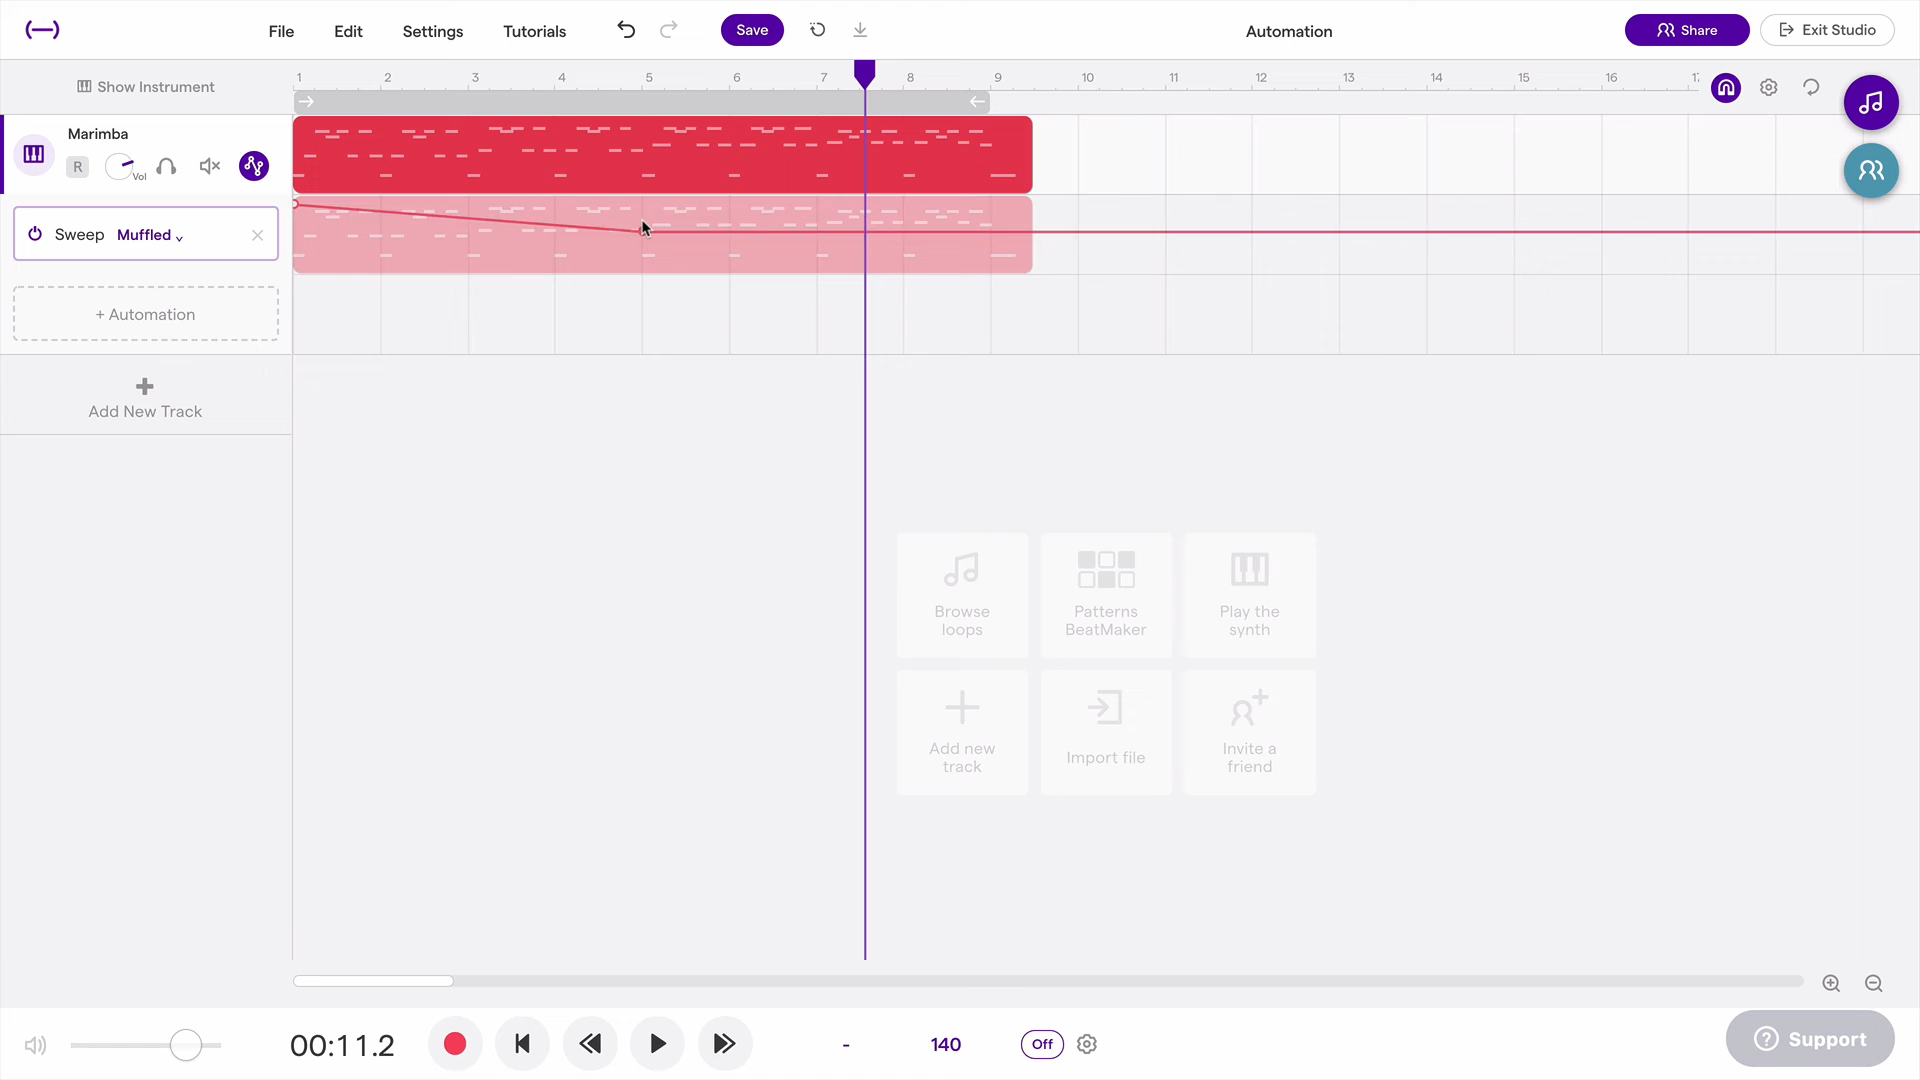 File Edit Settings Tutorials Save Automation Share Exit Studio
Show Instrument 1 2 3 4 5 6 7 8 9 10 11 12 13 14 15 16
Marimba
R Vol
Sweep Muffled
+ Automation
Add New Track
Browse
loops
Patterns
BeatMaker
Play the
synth
Add new
track
Import file
Invite a
friend
00:11.2 - 140 Off Support